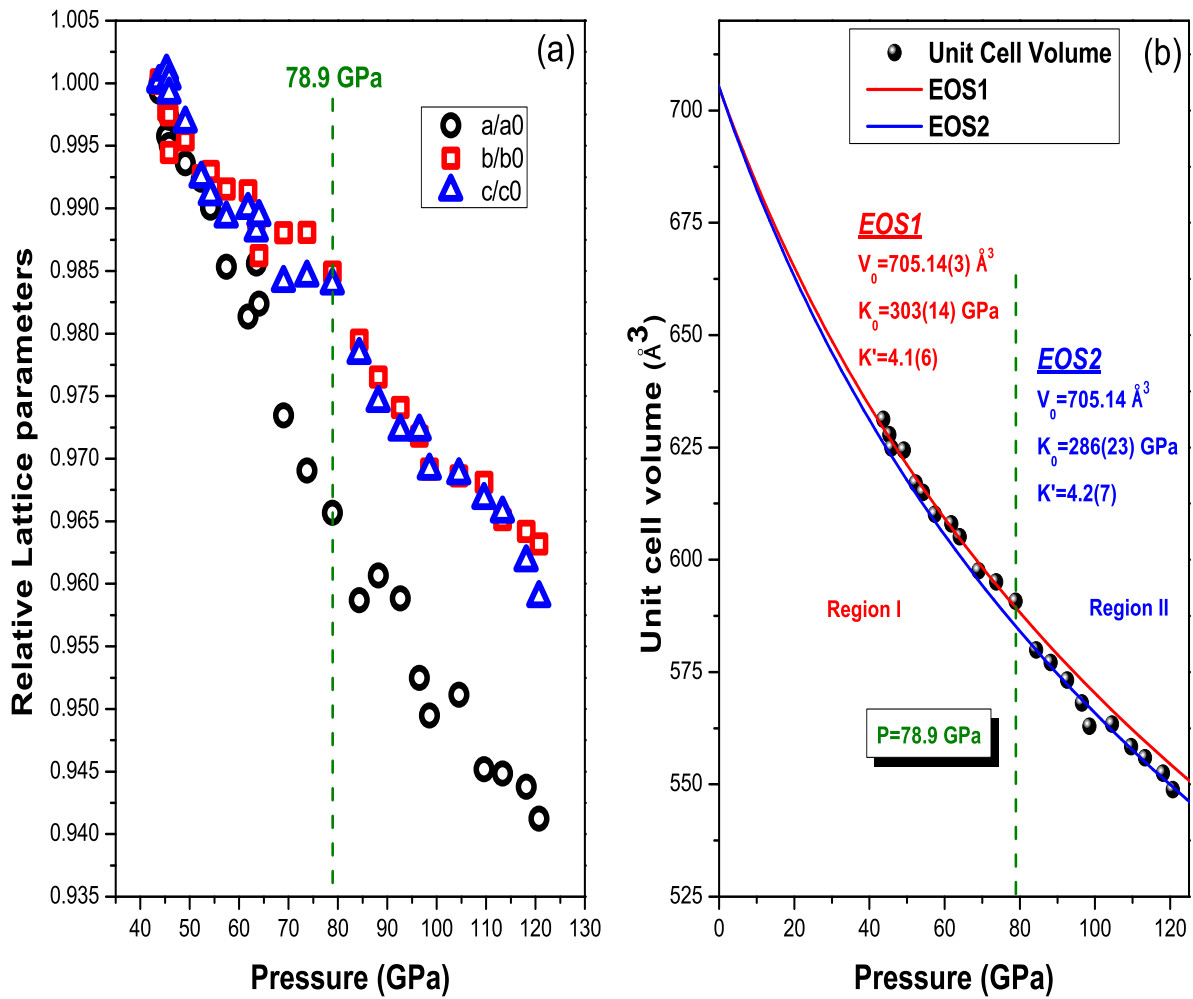 (a)
78.9 GPa
a/a0
b/b0
c/c0
1.005
1.000
0.995
0.990
0.985
0.980
0.975
0.970
0.965
0.960
0.955
0.950
0.945
0.940
0.935
Relative Lattice parameters
40 50 60 70 80 90 100 110 120 130
Pressure (GPa)
(b)
Unit Cell Volume
EOS1
EOS2
EOS1
V₀=705.14(3) Å³
K₀=303(14) GPa
K'=4.1(6)
EOS2
V₀=705.14 Å³
K₀=286(23) GPa
K'=4.2(7)
Region I
Region II
P=78.9 GPa
700
675
650
625
600
575
550
525
Unit cell volume (Å³)
0 20 40 60 80 100 120
Pressure (GPa)